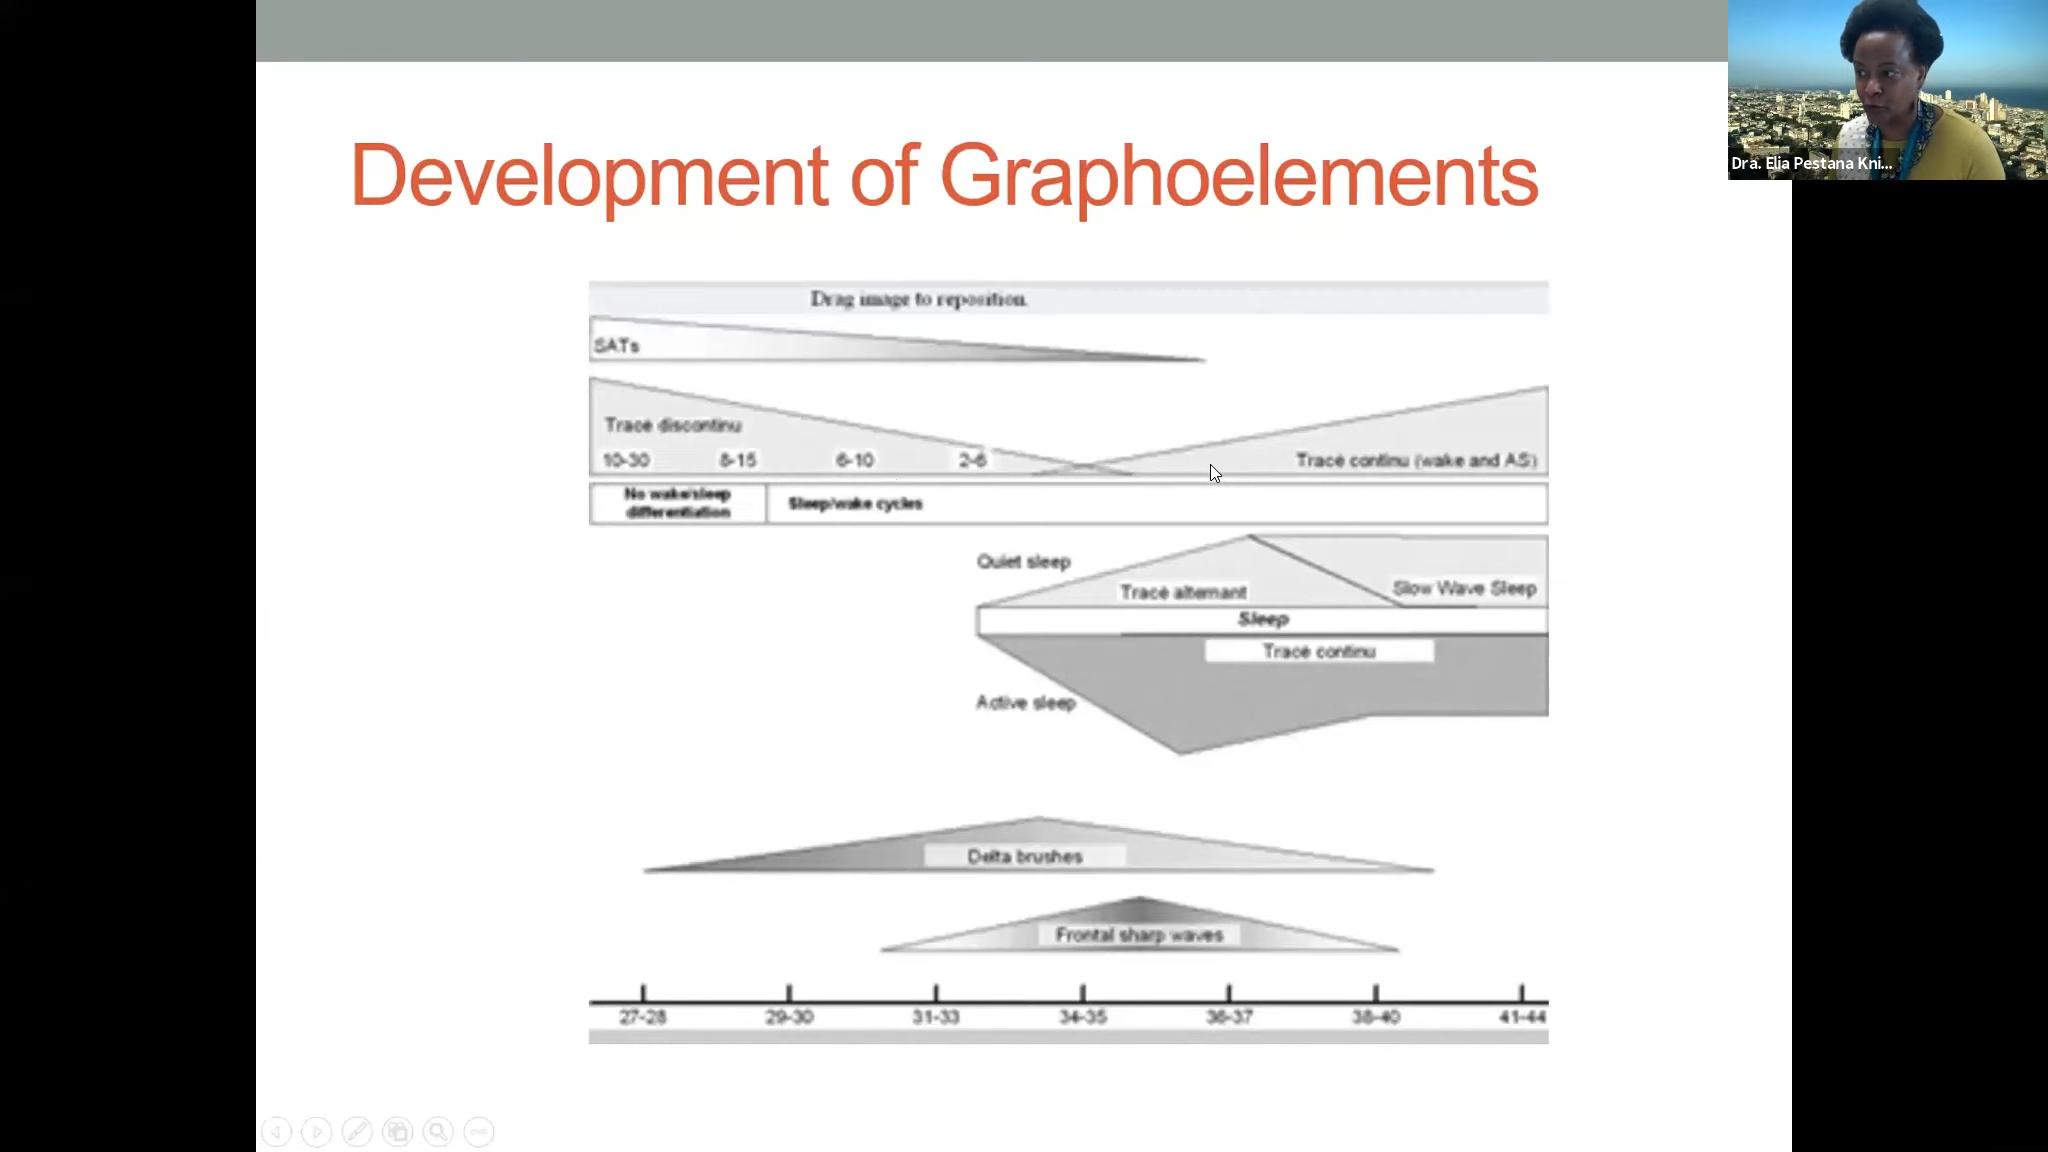 Dra. Elia Pestana Kni...
Development of Graphoelements
Drag image to reposition.
SATs
Tracé discontinu
10-30 8-15 6-10 2-6
Tracé continu (wake and AS)
No wake/sleep
differentiation
Sleep/wake cycles
Quiet sleep
Tracé alternant
Slow Wave Sleep
Sleep
Tracé continu
Active sleep
Delta brushes
Frontal sharp waves
27-28 29-30 31-33 34-35 36-37 38-40 41-44